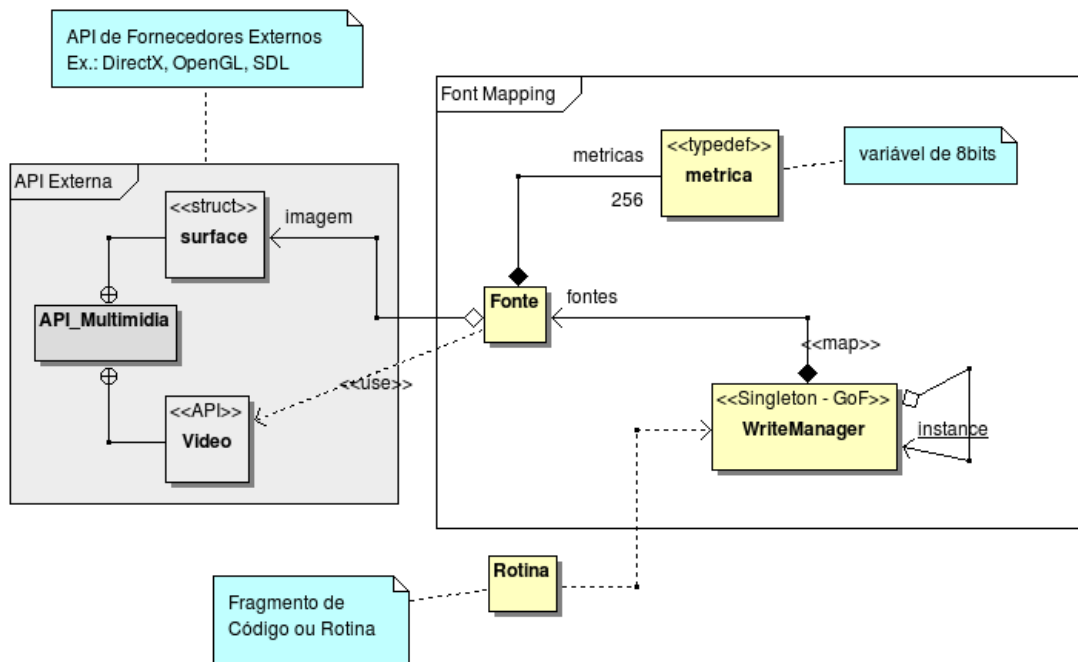 API de Fornecedores Externos
Ex.: DirectX, OpenGL, SDL
Font Mapping
<<typedef>>
metrica
variável de 8bits
metricas
256
API Externa
<<struct>>
surface
imagem
API_Multimidia
Fonte
fontes
<<map>>
<<use>>
<<API>>
Video
<<Singleton - GoF>>
WriteManager
instance
Rotina
Fragmento de
Código ou Rotina